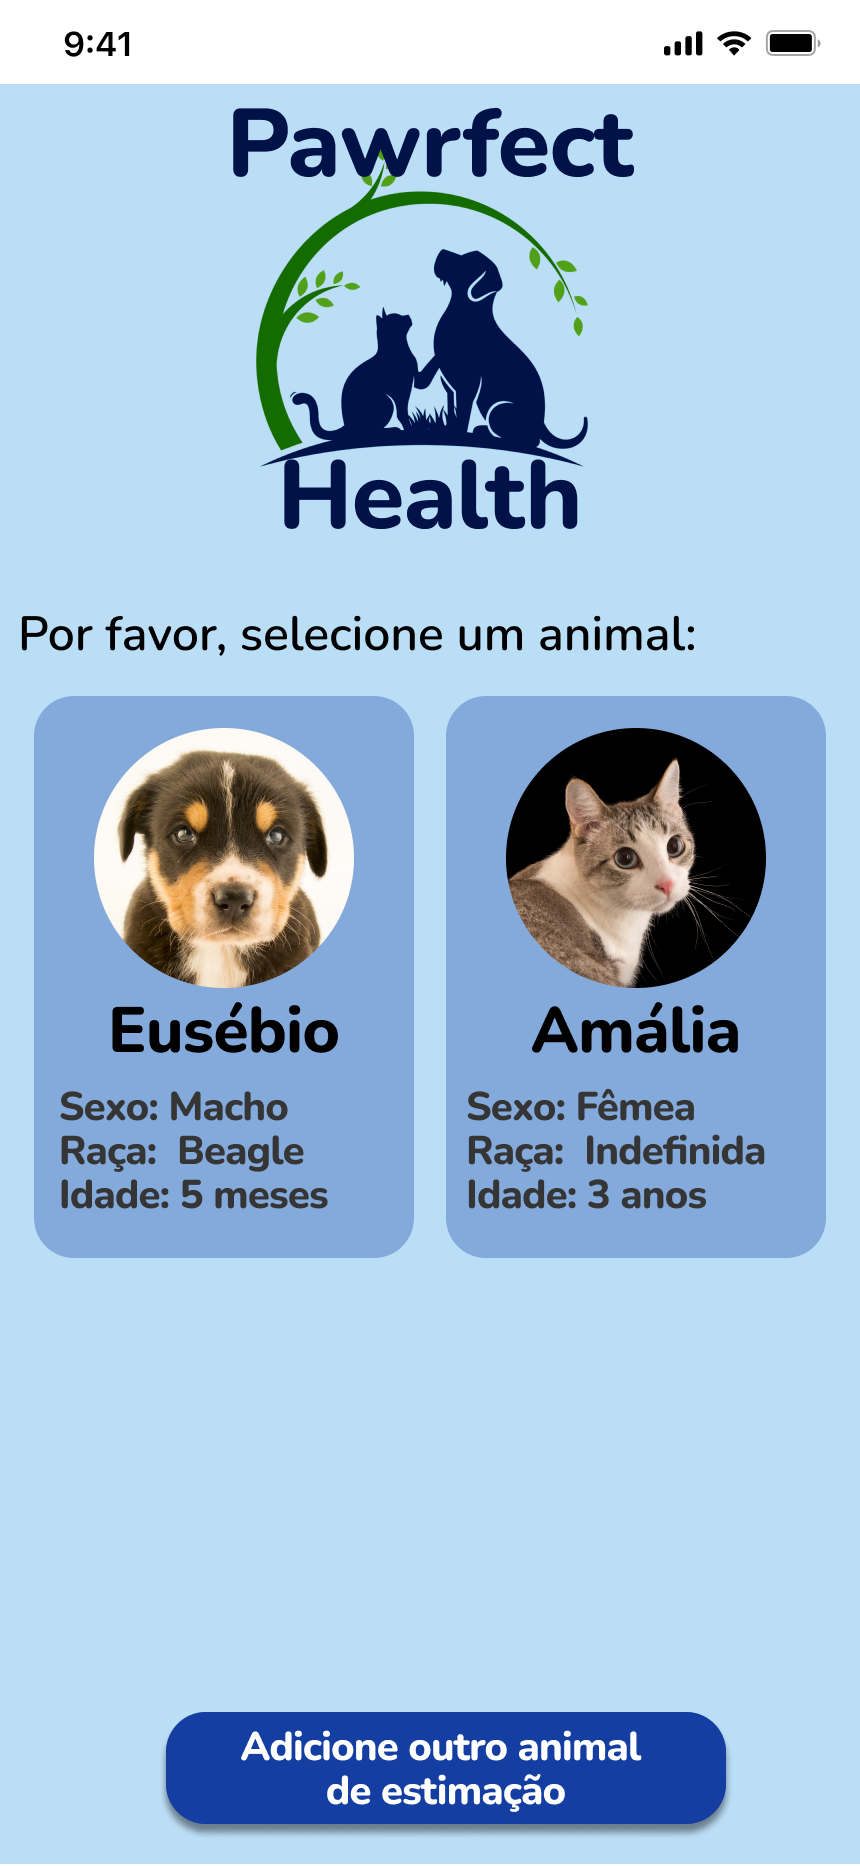 9:41
Pawrfect
Health
Por favor, selecione um animal:
Eusébio
Sexo: Macho
Raça: Beagle
Idade: 5 meses
Amália
Sexo: Fêmea
Raça: Indefinida
Idade: 3 anos
Adicione outro animal
de estimação